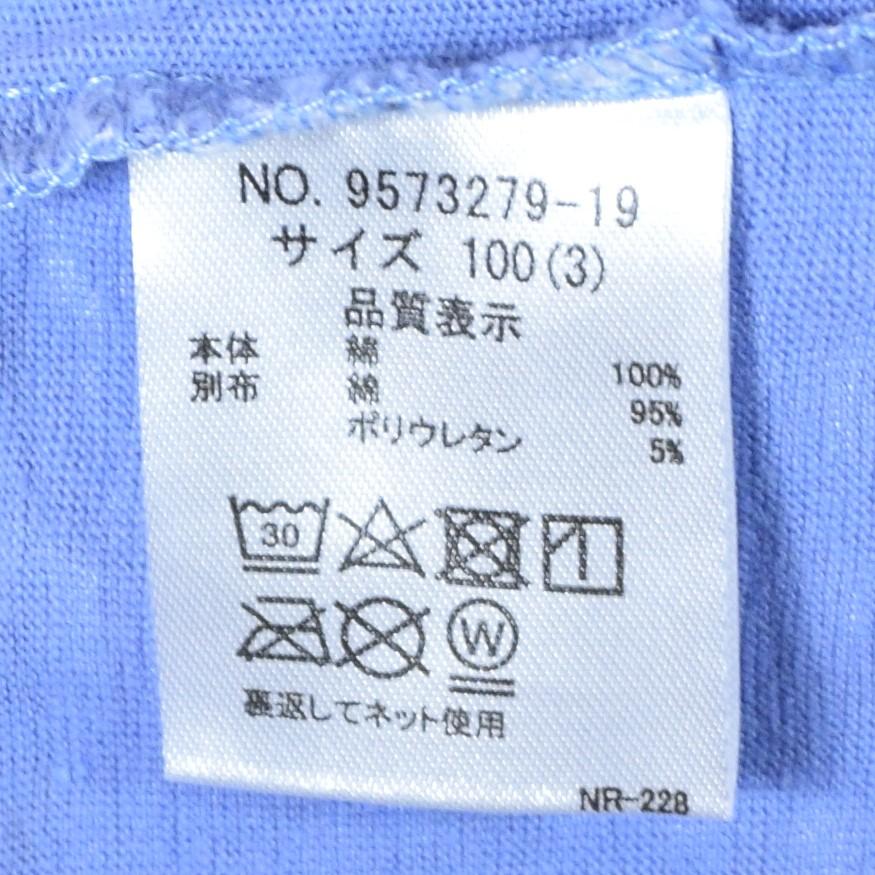 NO. 9573279-19
サイズ 100(3)
品質表示
本体 綿 100%
別布 綿 95%
ポリウレタン 5%
30
W
裏返してネット使用
NR-228